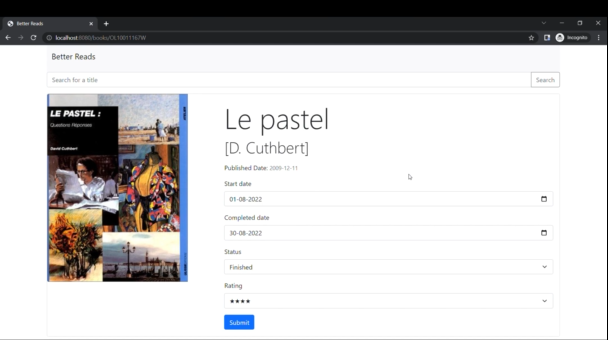 Better Reads
localhost:8080/books/OL10011167W
Incognito
Better Reads
Search for a title
Search
LE PASTEL :
Questions Réponses
David Cuthbert
Le pastel
[D. Cuthbert]
Published Date: 2009-12-11
Start date
01-08-2022
Completed date
30-08-2022
Status
Finished
Rating
★★★★
Submit